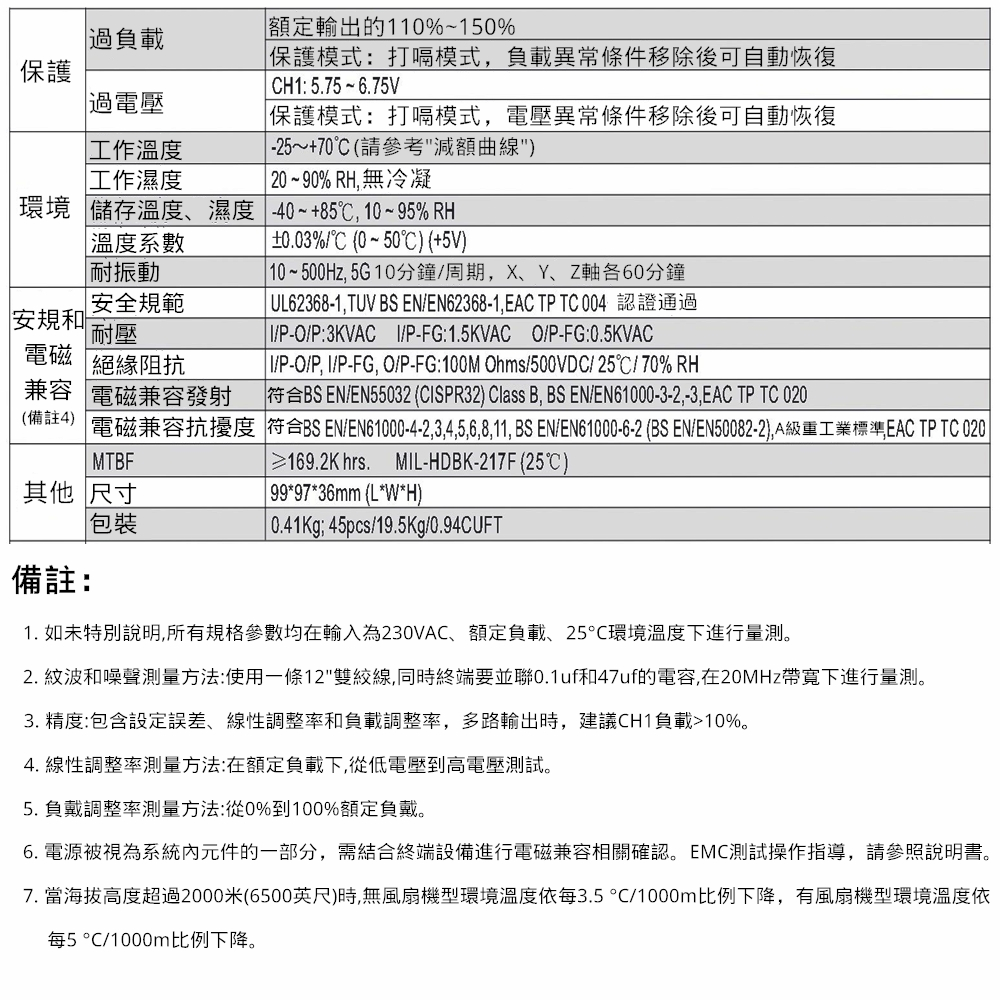 保護 過負載 額定輸出的110%~150%
保護模式：打嗝模式，負載異常條件移除後可自動恢復
過電壓 CH1: 5.75 ~ 6.75V
保護模式：打嗝模式，電壓異常條件移除後可自動恢復
環境 工作溫度 -25～+70℃ (請參考"減額曲線")
工作濕度 20 ~ 90% RH,無冷凝
儲存溫度、濕度 -40 ~ +85℃, 10 ~ 95% RH
溫度系數 ±0.03%/℃ (0 ~ 50℃) (+5V)
耐振動 10 ~ 500Hz, 5G 10分鐘/周期，X、Y、Z軸各60分鐘
安規和
電磁
兼容
(備註4)
安全規範 UL62368-1,TUV BS EN/EN62368-1,EAC TP TC 004 認證通過
耐壓 I/P-O/P:3KVAC I/P-FG:1.5KVAC O/P-FG:0.5KVAC
絕緣阻抗 I/P-O/P, I/P-FG, O/P-FG:100M Ohms/500VDC/ 25℃/ 70% RH
電磁兼容發射 符合BS EN/EN55032 (CISPR32) Class B, BS EN/EN61000-3-2,-3,EAC TP TC 020
電磁兼容抗擾度 符合BS EN/EN61000-4-2,3,4,5,6,8,11, BS EN/EN61000-6-2 (BS EN/EN50082-2),A級重工業標準,EAC TP TC 020
其他 MTBF ≥169.2K hrs. MIL-HDBK-217F (25℃)
尺寸 99*97*36mm (L*W*H)
包裝 0.41Kg; 45pcs/19.5Kg/0.94CUFT
備註：
1. 如未特別說明,所有規格參數均在輸入為230VAC、額定負載、25°C環境溫度下進行量測。
2. 紋波和噪聲測量方法:使用一條12"雙絞線,同時終端要並聯0.1uf和47uf的電容,在20MHz帶寬下進行量測。
3. 精度:包含設定誤差、線性調整率和負載調整率，多路輸出時，建議CH1負載>10%。
4. 線性調整率測量方法:在額定負載下,從低電壓到高電壓測試。
5. 負戴調整率測量方法:從0%到100%額定負戴。
6. 電源被視為系統內元件的一部分，需結合終端設備進行電磁兼容相關確認。EMC測試操作指導，請參照說明書。
7. 當海拔高度超過2000米(6500英尺)時,無風扇機型環境溫度依每3.5 °C/1000m比例下降，有風扇機型環境溫度依
每5 °C/1000m比例下降。